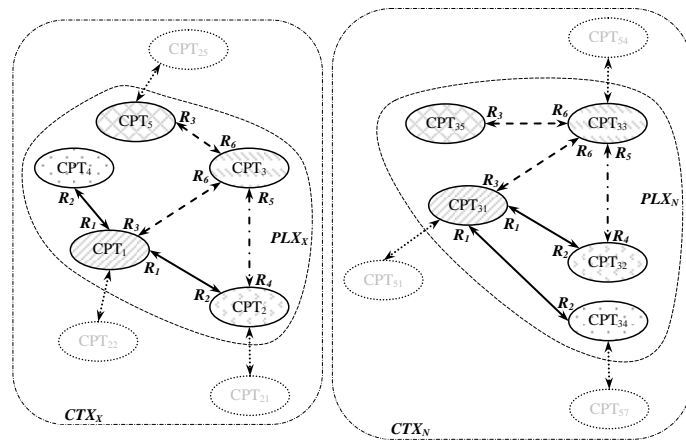 CPT25
CPT5
R3
R6
CPT4
CPT3
R2
R6
R5
R1
R3
PLXX
CPT1
R1
R2
R4
CPT2
CPT22
CPT21
CTXX
CPT54
CPT35
R3
R6
CPT33
R6
R5
R3
CPT31
PLXN
R1
R1
R4
R2
CPT32
CPT51
R2
CPT34
CPT57
CTXN